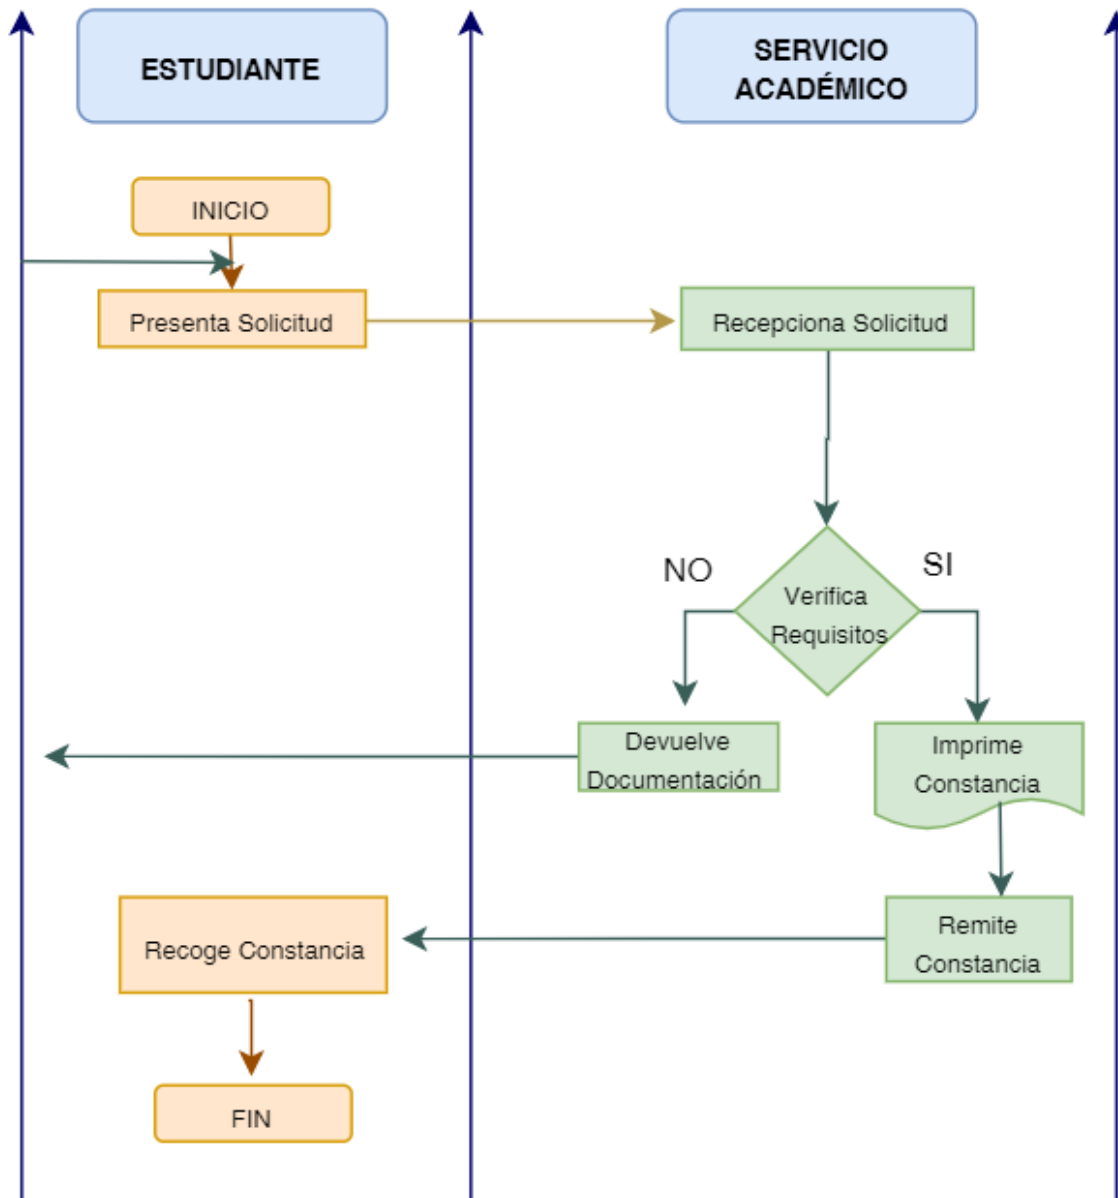 ESTUDIANTE
SERVICIO
ACADÉMICO
INICIO
Presenta Solicitud
Recepciona Solicitud
NO
SI
Verifica
Requisitos
Devuelve
Documentación
Imprime
Constancia
Recoge Constancia
Remite
Constancia
FIN